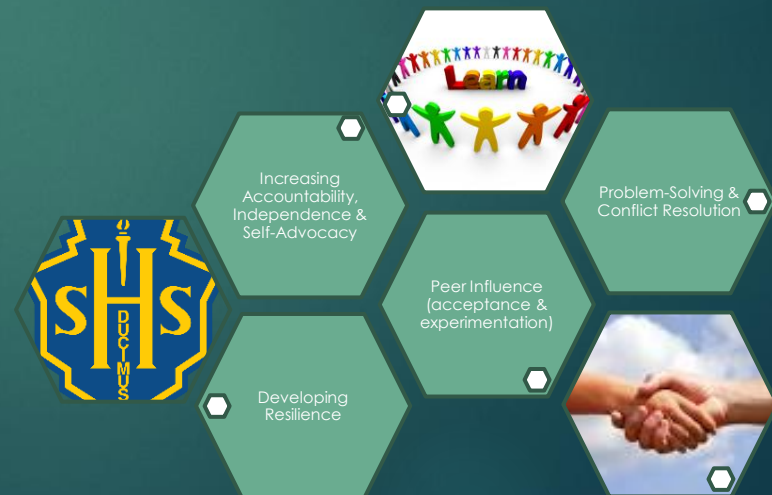 Learn
Increasing
Accountability,
Independence &
Self-Advocacy
Problem-Solving &
Conflict Resolution
Peer Influence
(acceptance &
experimentation)
SHS
DUCIMUS
Developing
Resilience